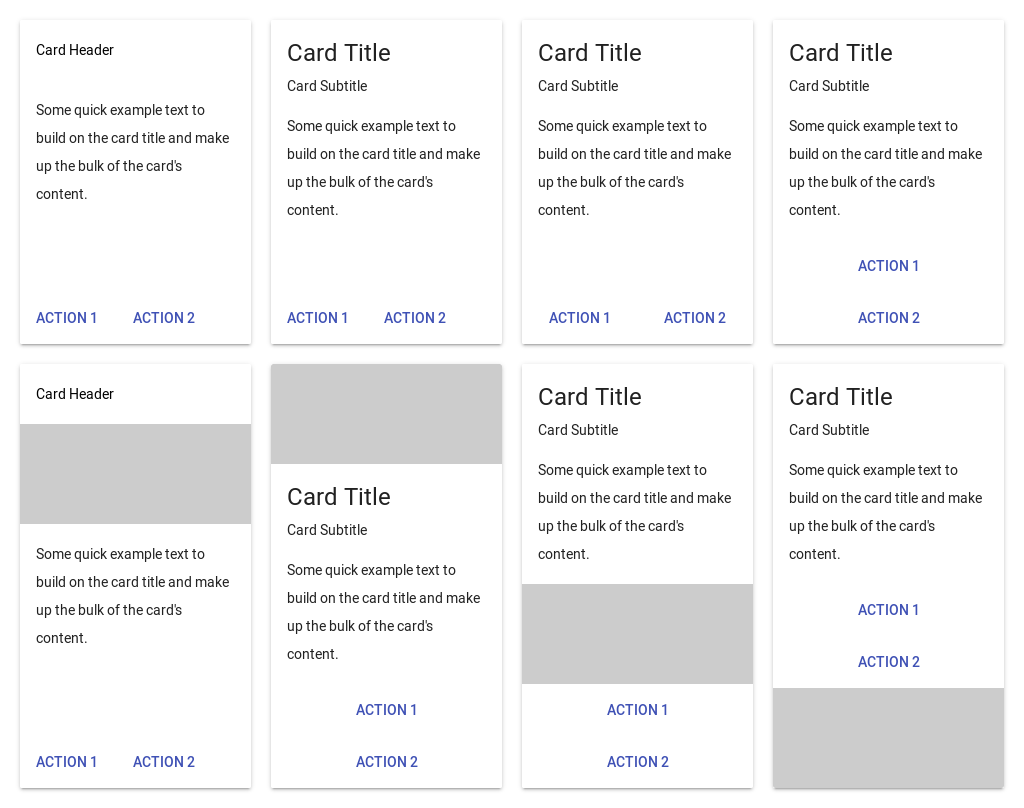 Card Header
Some quick example text to
build on the card title and make
up the bulk of the card's
content.
ACTION 1
ACTION 2
Card Title
Card Subtitle
Some quick example text to
build on the card title and make
up the bulk of the card's
content.
ACTION 1
ACTION 2
Card Title
Card Subtitle
Some quick example text to
build on the card title and make
up the bulk of the card's
content.
ACTION 1
ACTION 2
Card Title
Card Subtitle
Some quick example text to
build on the card title and make
up the bulk of the card's
content.
ACTION 1
ACTION 2
Card Header
Some quick example text to
build on the card title and make
up the bulk of the card's
content.
ACTION 1
ACTION 2
Card Title
Card Subtitle
Some quick example text to
build on the card title and make
up the bulk of the card's
content.
ACTION 1
ACTION 2
Card Title
Card Subtitle
Some quick example text to
build on the card title and make
up the bulk of the card's
content.
ACTION 1
ACTION 2
Card Title
Card Subtitle
Some quick example text to
build on the card title and make
up the bulk of the card's
content.
ACTION 1
ACTION 2